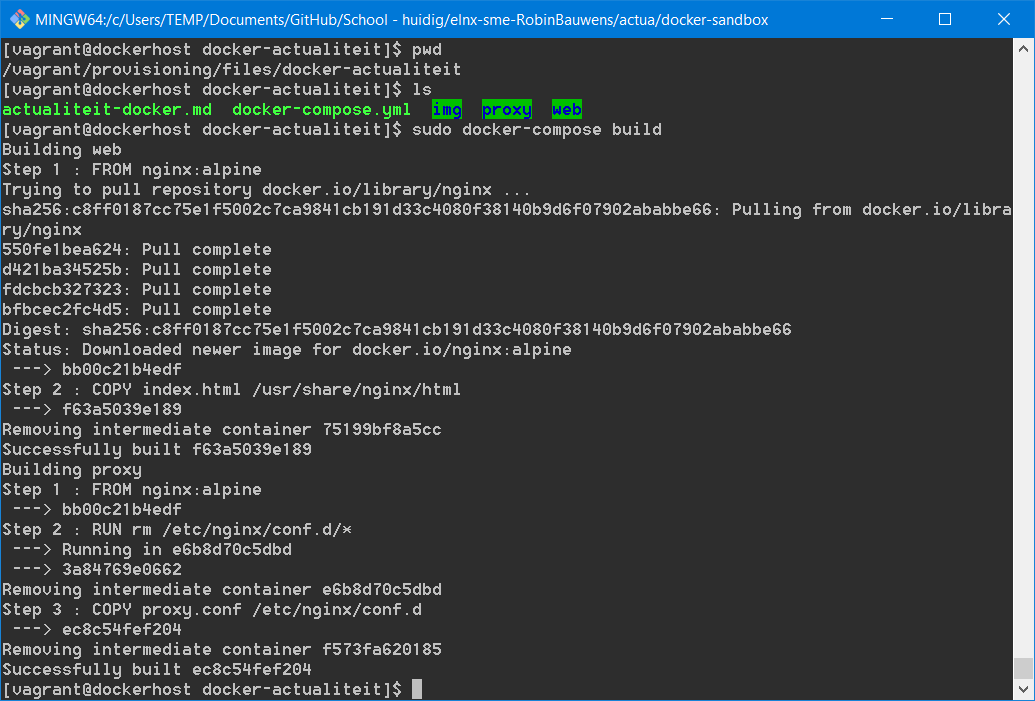 MINGW64:/c/Users/TEMP/Documents/GitHub/School - huidig/elnx-sme-RobinBauwens/actua/docker-sandbox
[vagrant@dockerhost docker-actualiteit]$ pwd
/vagrant/provisioning/files/docker-actualiteit
[vagrant@dockerhost docker-actualiteit]$ ls
actualiteit-docker.md  docker-compose.yml  img  proxy  web
[vagrant@dockerhost docker-actualiteit]$ sudo docker-compose build
Building web
Step 1 : FROM nginx:alpine
Trying to pull repository docker.io/library/nginx ...
sha256:c8ff0187cc75e1f5002c7ca9841cb191d33c4080f38140b9d6f07902ababbe66: Pulling from docker.io/libra
ry/nginx
550fe1bea624: Pull complete
d421ba34525b: Pull complete
fdcbcb327323: Pull complete
bfbcec2fc4d5: Pull complete
Digest: sha256:c8ff0187cc75e1f5002c7ca9841cb191d33c4080f38140b9d6f07902ababbe66
Status: Downloaded newer image for docker.io/nginx:alpine
 ---> bb00c21b4edf
Step 2 : COPY index.html /usr/share/nginx/html
 ---> f63a5039e189
Removing intermediate container 75199bf8a5cc
Successfully built f63a5039e189
Building proxy
Step 1 : FROM nginx:alpine
 ---> bb00c21b4edf
Step 2 : RUN rm /etc/nginx/conf.d/*
 ---> Running in e6b8d70c5dbd
 ---> 3a84769e0662
Removing intermediate container e6b8d70c5dbd
Step 3 : COPY proxy.conf /etc/nginx/conf.d
 ---> ec8c54fef204
Removing intermediate container f573fa620185
Successfully built ec8c54fef204
[vagrant@dockerhost docker-actualiteit]$